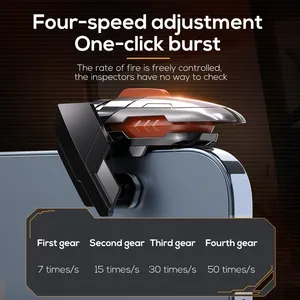 Four-speed adjustment
One-click burst
The rate of fire is freely controlled,
the inspectors have no way to check
First gear Second gear Third gear Fourth gear
7 times/s 15 times/s 30 times/s 50 times/s